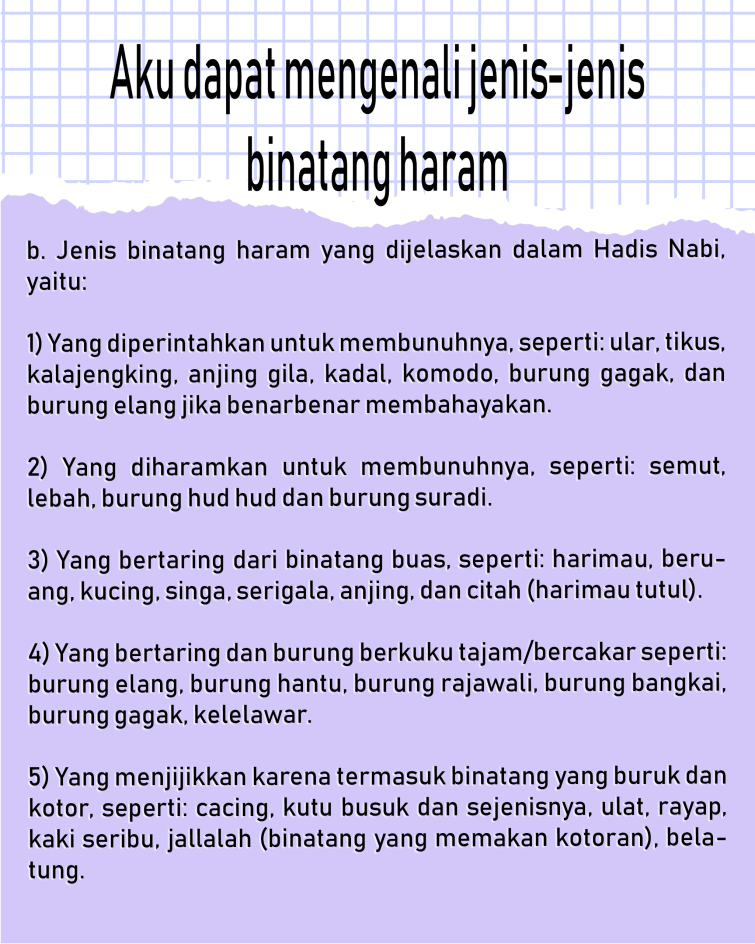 Aku dapat mengenali jenis-jenis
binatang haram
b. Jenis binatang haram yang dijelaskan dalam Hadis Nabi,
yaitu:
1) Yang diperintahkan untuk membunuhnya, seperti: ular, tikus,
kalajengking, anjing gila, kadal, komodo, burung gagak, dan
burung elang jika benarbenar membahayakan.
2) Yang diharamkan untuk membunuhnya, seperti: semut,
lebah, burung hud hud dan burung suradi.
3) Yang bertaring dari binatang buas, seperti: harimau, beru-
ang, kucing, singa, serigala, anjing, dan citah (harimau tutul).
4) Yang bertaring dan burung berkuku tajam/bercakar seperti:
burung elang, burung hantu, burung rajawali, burung bangkai,
burung gagak, kelelawar.
5) Yang menjijikkan karena termasuk binatang yang buruk dan
kotor, seperti: cacing, kutu busuk dan sejenisnya, ulat, rayap,
kaki seribu, jallalah (binatang yang memakan kotoran), bela-
tung.